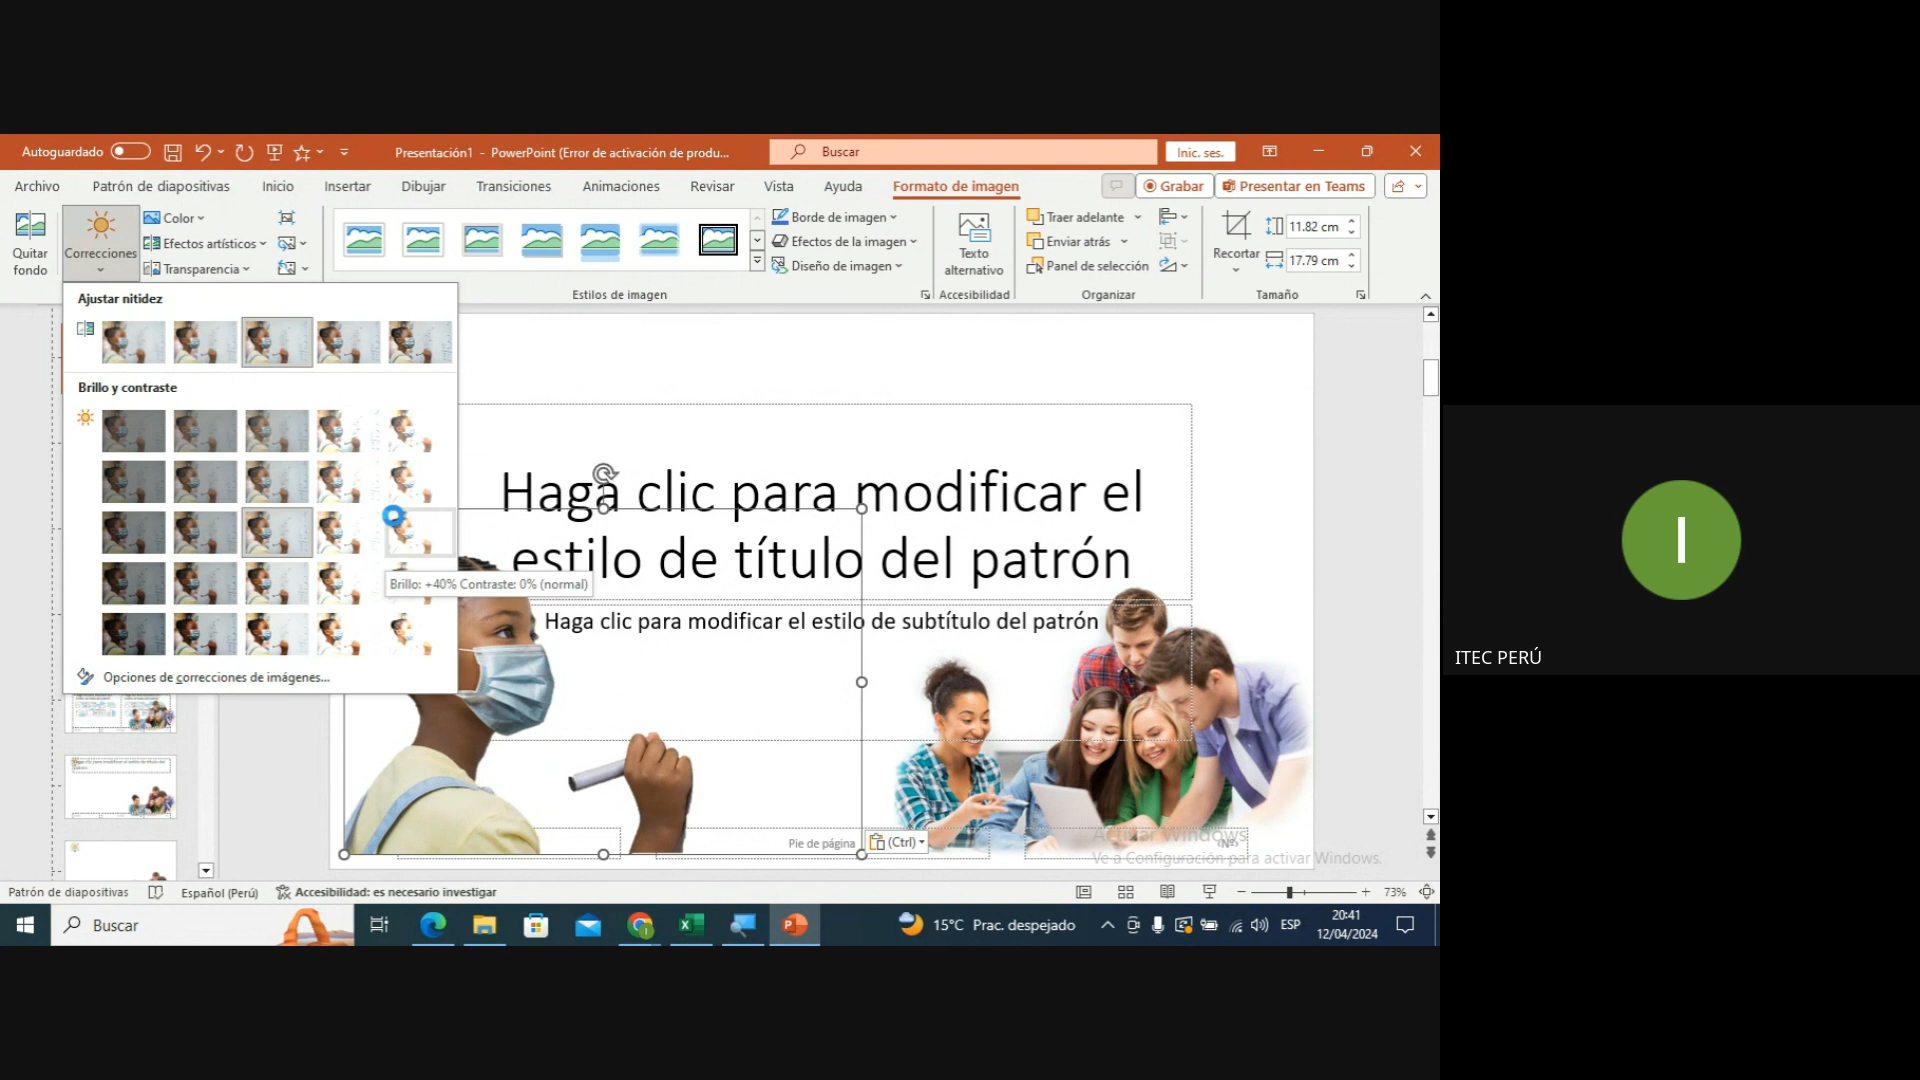 Autoguardado
Presentación1 - PowerPoint (Error de activación de produ...
Buscar
Inic. ses.
Archivo
Patrón de diapositivas
Inicio
Insertar
Dibujar
Transiciones
Animaciones
Revisar
Vista
Ayuda
Formato de imagen
Grabar
Presentar en Teams
Quitar
fondo
Correcciones
Color
Efectos artísticos
Transparencia
Borde de imagen
Efectos de la imagen
Diseño de imagen
Estilos de imagen
Texto
alternativo
Accesibilidad
Traer adelante
Enviar atrás
Panel de selección
Organizar
Recortar
11.82 cm
17.79 cm
Tamaño
Ajustar nitidez
Brillo y contraste
Brillo: +40% Contraste: 0% (normal)
Opciones de correcciones de imágenes...
Haga clic para modificar el
estilo de título del patrón
Haga clic para modificar el estilo de subtítulo del patrón
Pie de página
(Ctrl)
Activar Windows
Ve a Configuración para activar Windows.
I
ITEC PERÚ
Patrón de diapositivas
Español (Perú)
Accesibilidad: es necesario investigar
73%
Buscar
15°C Prac. despejado
ESP
20:41
12/04/2024